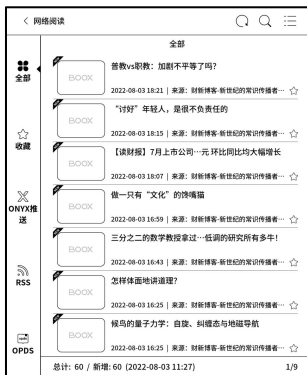 网络阅读
全部
普教vs职教：加剧不平等了吗？
BOOX
2022-08-03 18:21 | 来源：财新博客-新世纪的常识传播者…
全部
“讨好”年轻人，是很不负责任的
BOOX
2022-08-03 18:15 | 来源：财新博客-新世纪的常识传播者…
收藏
【读财报】7月上市公司…元 环比同比均大幅增长
BOOX
2022-08-03 18:07 | 来源：财新博客-新世纪的常识传播者…
做一只有“文化”的馋嘴猫
BOOX
2022-08-03 16:59 | 来源：财新博客-新世纪的常识传播者…
ONYX推
送
三分之二的数学教授拿过…低调的研究所有多牛！
BOOX
2022-08-03 16:43 | 来源：财新博客-新世纪的常识传播者…
RSS
怎样体面地讲道理？
BOOX
2022-08-03 16:25 | 来源：财新博客-新世纪的常识传播者…
候鸟的量子力学：自旋、纠缠态与地磁导航
BOOX
2022-08-03 16:25 | 来源：财新博客-新世纪的常识传播者…
OPDS
总计: 60 / 新增: 60 (2022-08-03 11:27)
1/9